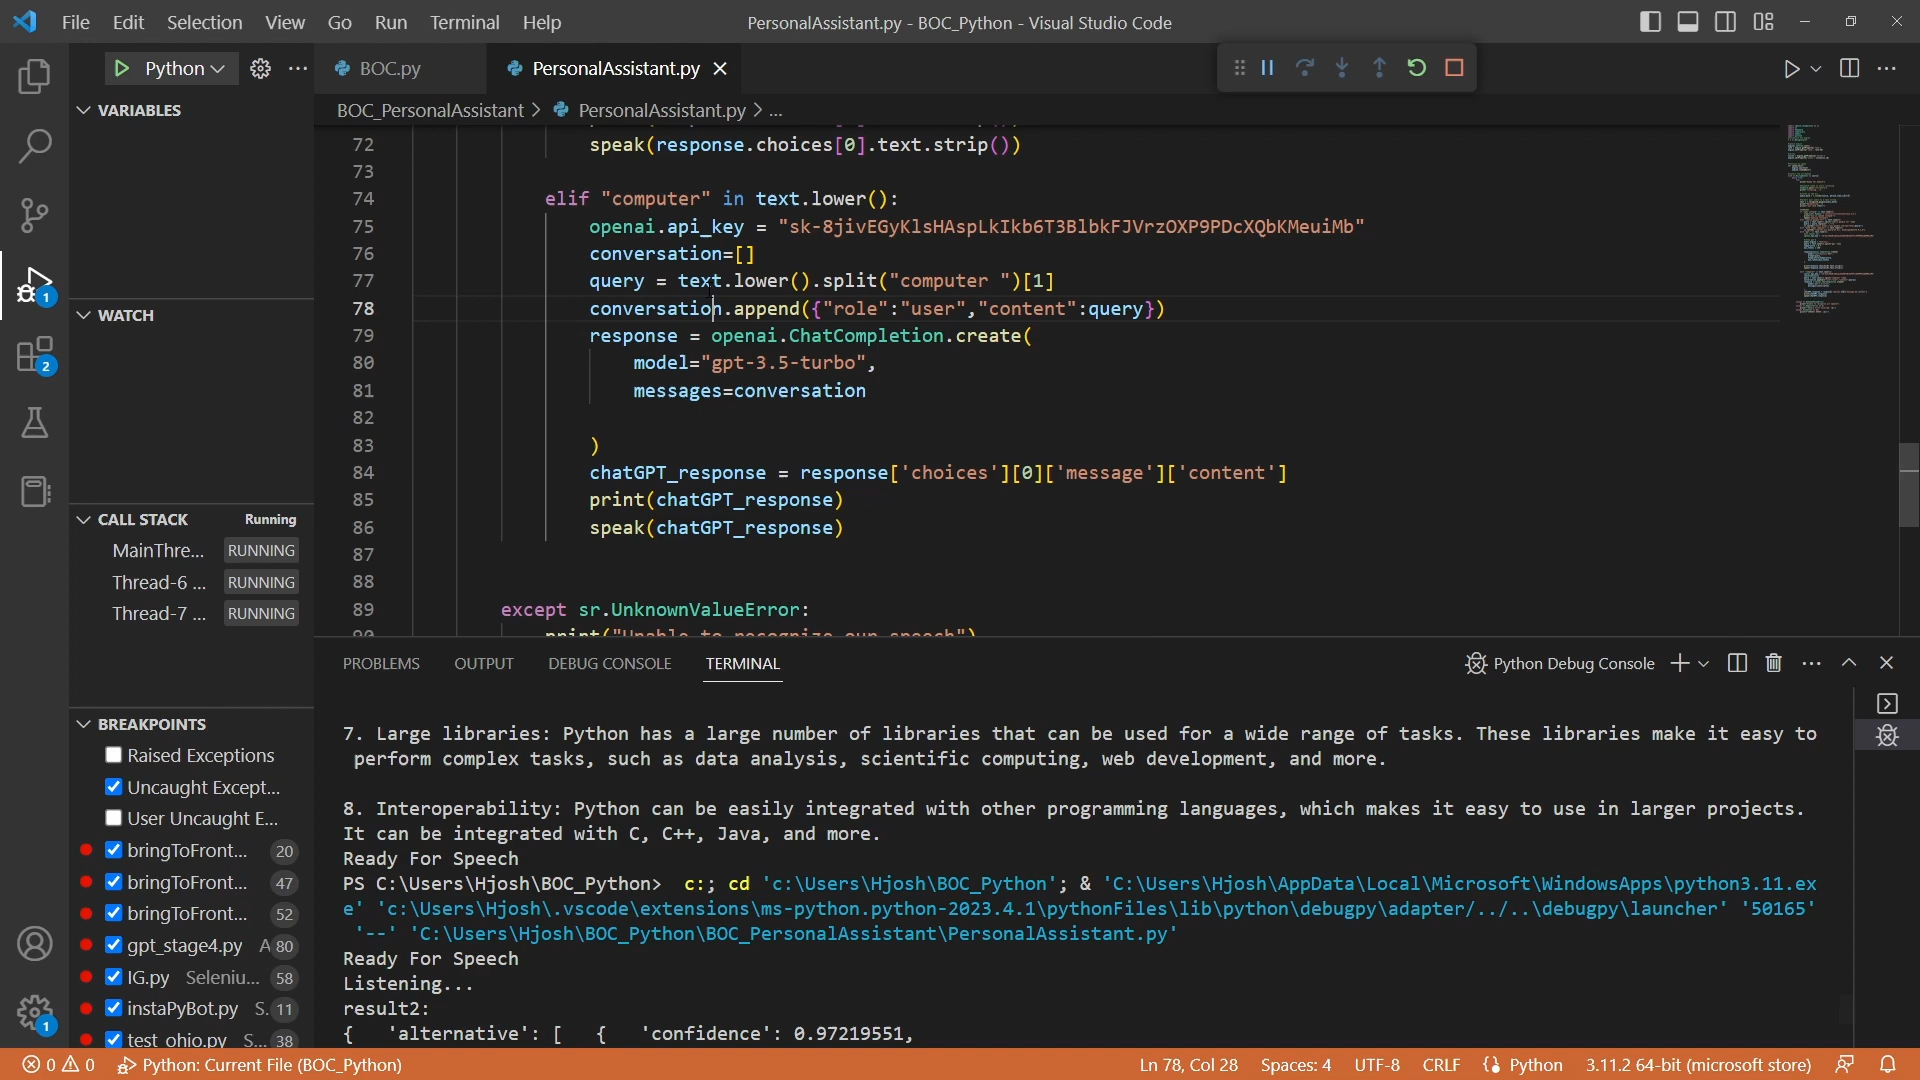 File Edit Selection View Go Run Terminal Help
PersonalAssistant.py - BOC_Python - Visual Studio Code
Python
BOC.py
PersonalAssistant.py
BOC_PersonalAssistant > PersonalAssistant.py > ...
VARIABLES
WATCH
CALL STACK Running
MainThre... RUNNING
Thread-6 ... RUNNING
Thread-7 ... RUNNING
BREAKPOINTS
Raised Exceptions
Uncaught Except...
User Uncaught E...
bringToFront... 20
bringToFront... 47
bringToFront... 52
gpt_stage4.py A 80
IG.py Seleniu... 58
instaPyBot.py S. 11
test_ohio.py S... 38
1
2
1
72 speak(response.choices[0].text.strip())
73
74 elif "computer" in text.lower():
75 openai.api_key = "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"
76 conversation=[]
77 query = text.lower().split("computer ")[1]
78 conversation.append({"role":"user","content":query})
79 response = openai.ChatCompletion.create(
80 model="gpt-3.5-turbo",
81 messages=conversation
82
83 )
84 chatGPT_response = response['choices'][0]['message']['content']
85 print(chatGPT_response)
86 speak(chatGPT_response)
87
88
89 except sr.UnknownValueError:
90 print("Unable to recognize our speech")
PROBLEMS OUTPUT DEBUG CONSOLE TERMINAL
Python Debug Console
7. Large libraries: Python has a large number of libraries that can be used for a wide range of tasks. These libraries make it easy to
perform complex tasks, such as data analysis, scientific computing, web development, and more.
8. Interoperability: Python can be easily integrated with other programming languages, which makes it easy to use in larger projects.
It can be integrated with C, C++, Java, and more.
Ready For Speech
PS C:\Users\Hjosh\BOC_Python> c:; cd 'c:\Users\Hjosh\BOC_Python'; & 'C:\Users\Hjosh\AppData\Local\Microsoft\WindowsApps\python3.11.ex
e' 'c:\Users\Hjosh\.vscode\extensions\ms-python.python-2023.4.1\pythonFiles\lib\python\debugpy\adapter/../..\debugpy\launcher' '50165'
'--' 'C:\Users\Hjosh\BOC_Python\BOC_PersonalAssistant\PersonalAssistant.py'
Ready For Speech
Listening...
result2:
{ 'alternative': [ { 'confidence': 0.97219551,
0 0 Python: Current File (BOC_Python)
Ln 78, Col 28 Spaces: 4 UTF-8 CRLF {} Python 3.11.2 64-bit (microsoft store)